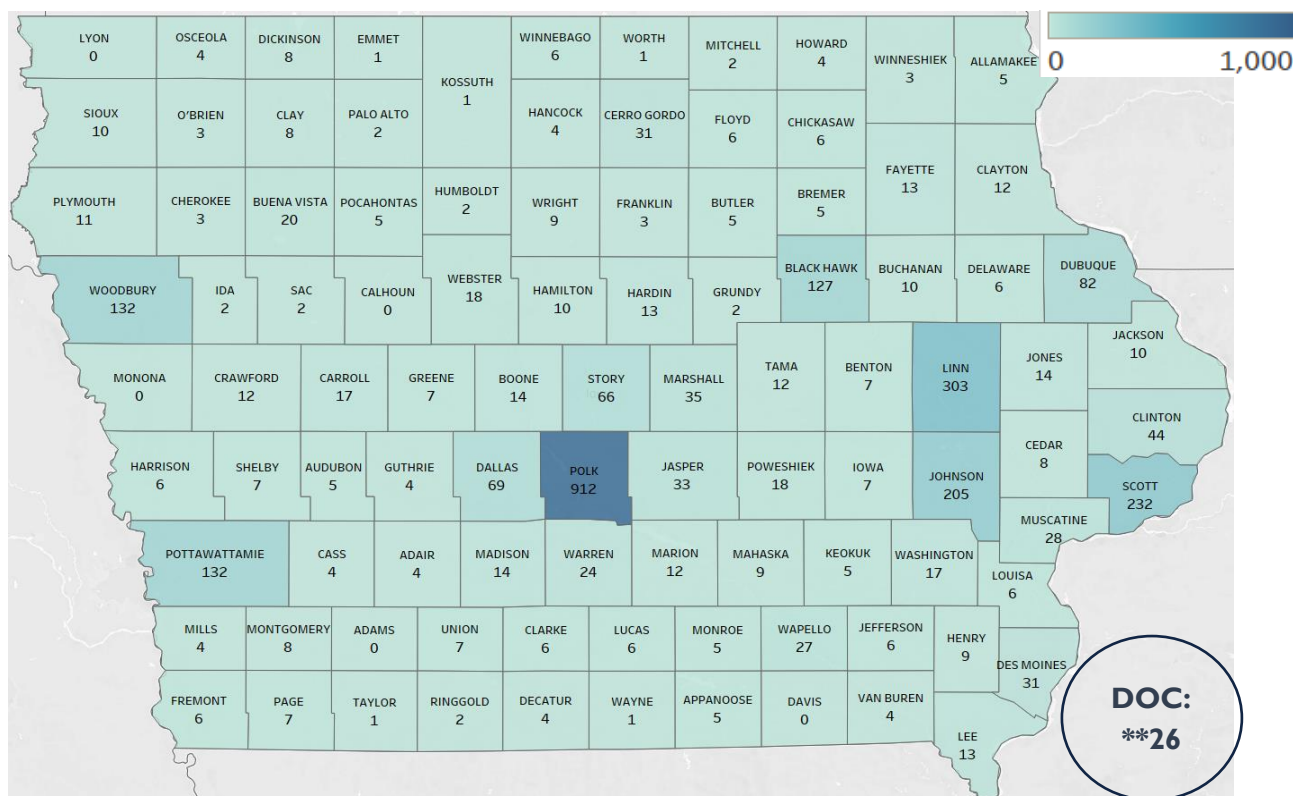 LYON
0
OSCEOLA
4
DICKINSON
8
EMMET
1
KOSSUTH
1
WINNEBAGO
6
WORTH
1
MITCHELL
2
HOWARD
4
WINNESHIEK
3
ALLAMAKEE
5
0 1,000
SIOUX
10
O'BRIEN
3
CLAY
8
PALO ALTO
2
HANCOCK
4
CERRO GORDO
31
FLOYD
6
CHICKASAW
6
FAYETTE
13
CLAYTON
12
PLYMOUTH
11
CHEROKEE
3
BUENA VISTA
20
POCAHONTAS
5
HUMBOLDT
2
WRIGHT
9
FRANKLIN
3
BUTLER
5
BREMER
5
WOODBURY
132
IDA
2
SAC
2
CALHOUN
0
WEBSTER
18
HAMILTON
10
HARDIN
13
GRUNDY
2
BLACK HAWK
127
BUCHANAN
10
DELAWARE
6
DUBUQUE
82
MONONA
0
CRAWFORD
12
CARROLL
17
GREENE
7
BOONE
14
STORY
66
MARSHALL
35
TAMA
12
BENTON
7
LINN
303
JONES
14
JACKSON
10
CLINTON
44
HARRISON
6
SHELBY
7
AUDUBON
5
GUTHRIE
4
DALLAS
69
POLK
912
JASPER
33
POWESHIEK
18
IOWA
7
JOHNSON
205
CEDAR
8
SCOTT
232
MUSCATINE
28
POTTAWATTAMIE
132
CASS
4
ADAIR
4
MADISON
14
WARREN
24
MARION
12
MAHASKA
9
KEOKUK
5
WASHINGTON
17
LOUISA
6
MILLS
4
MONTGOMERY
8
ADAMS
0
UNION
7
CLARKE
6
LUCAS
6
MONROE
5
WAPELLO
27
JEFFERSON
6
HENRY
9
DES MOINES
31
FREMONT
6
PAGE
7
TAYLOR
1
RINGGOLD
2
DECATUR
4
WAYNE
1
APPANOOSE
5
DAVIS
0
VAN BUREN
4
LEE
13
DOC:
**26